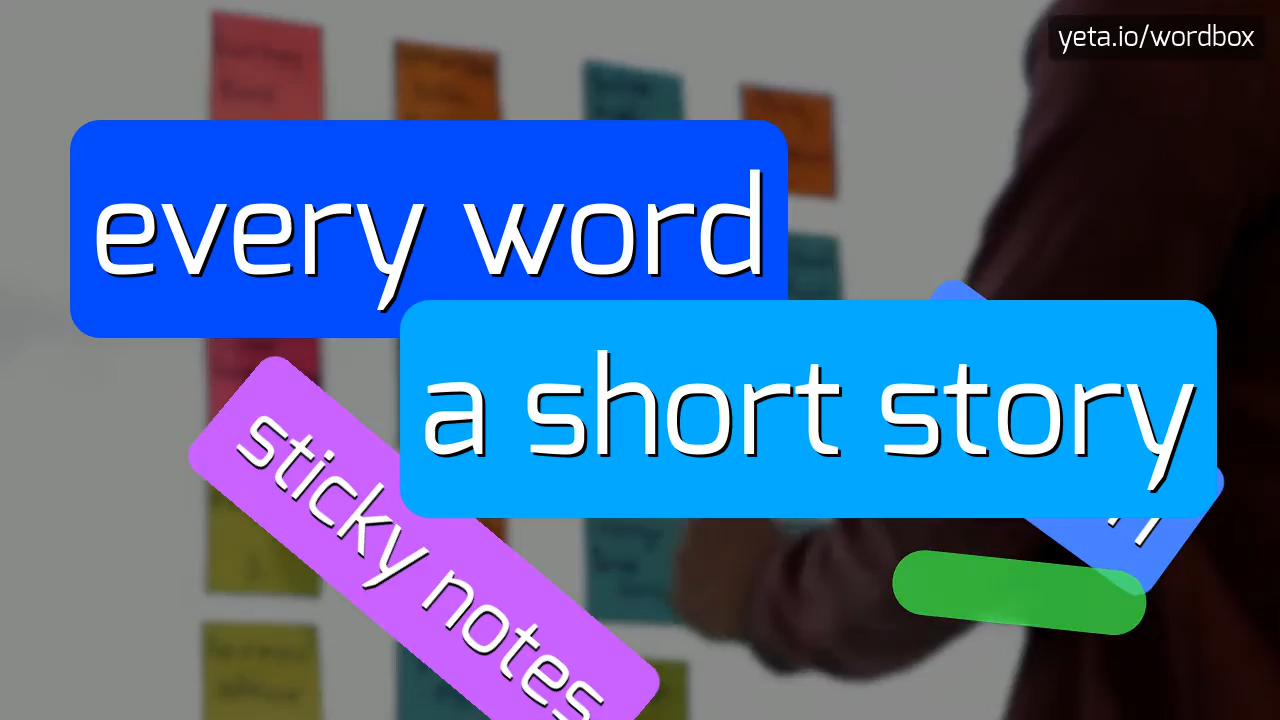 yeta.io/wordbox
every word
a short story
sticky notes